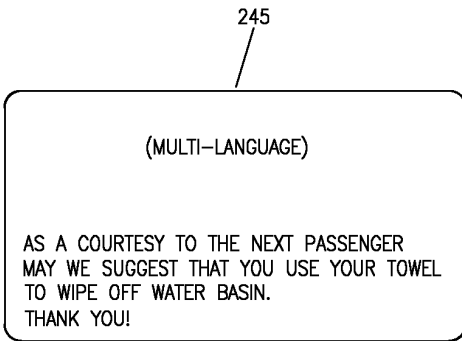 245
(MULTI-LANGUAGE)
AS A COURTESY TO THE NEXT PASSENGER
MAY WE SUGGEST THAT YOU USE YOUR TOWEL
TO WIPE OFF WATER BASIN.
THANK YOU!